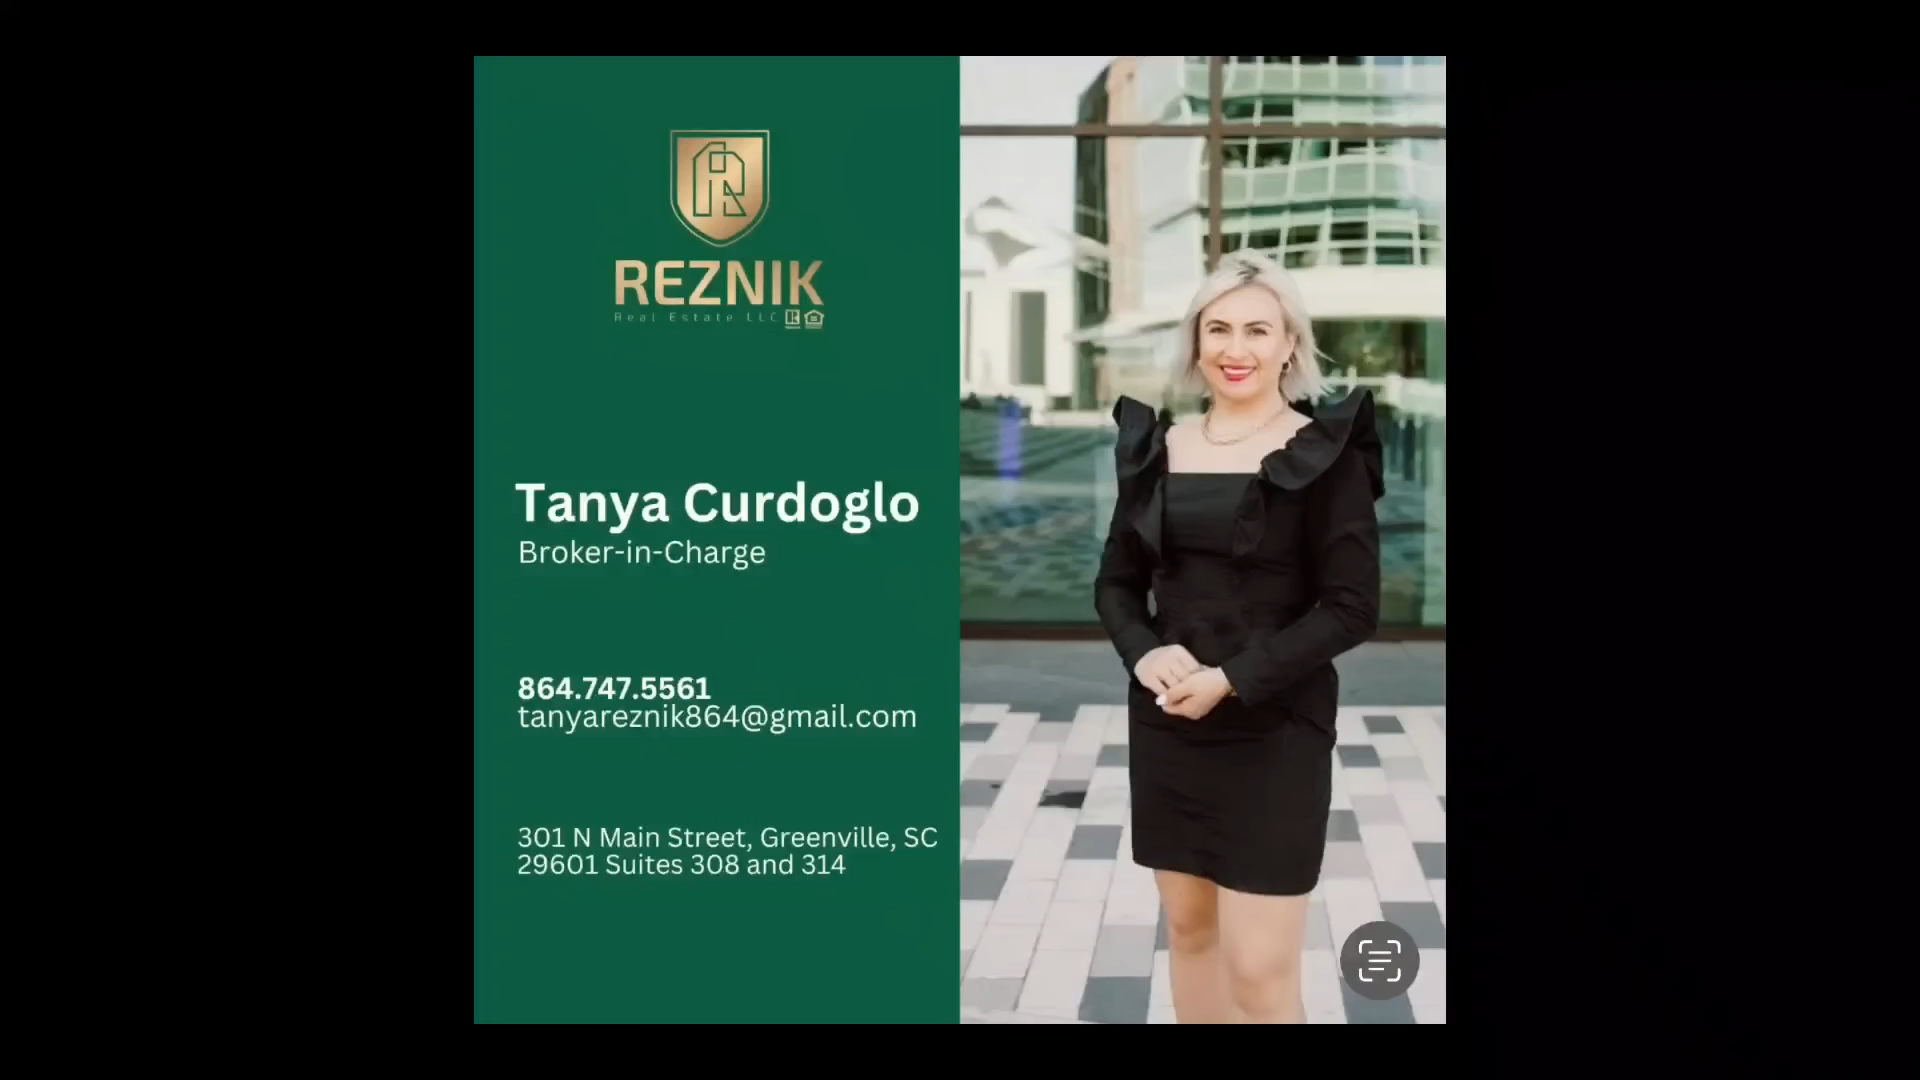 REZNIK
Real Estate LLC
Tanya Curdoglo
Broker-in-Charge
864.747.5561
tanyareznik864@gmail.com
301 N Main Street, Greenville, SC
29601 Suites 308 and 314